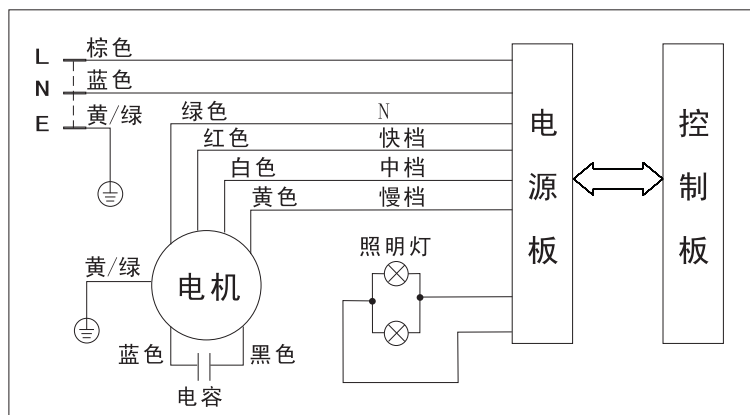 L 棕色
N 蓝色
E 黄/绿
绿色 N
红色 快档
白色 中档
黄色 慢档
电源板
控制板
照明灯
黄/绿
电机
蓝色 黑色
电容